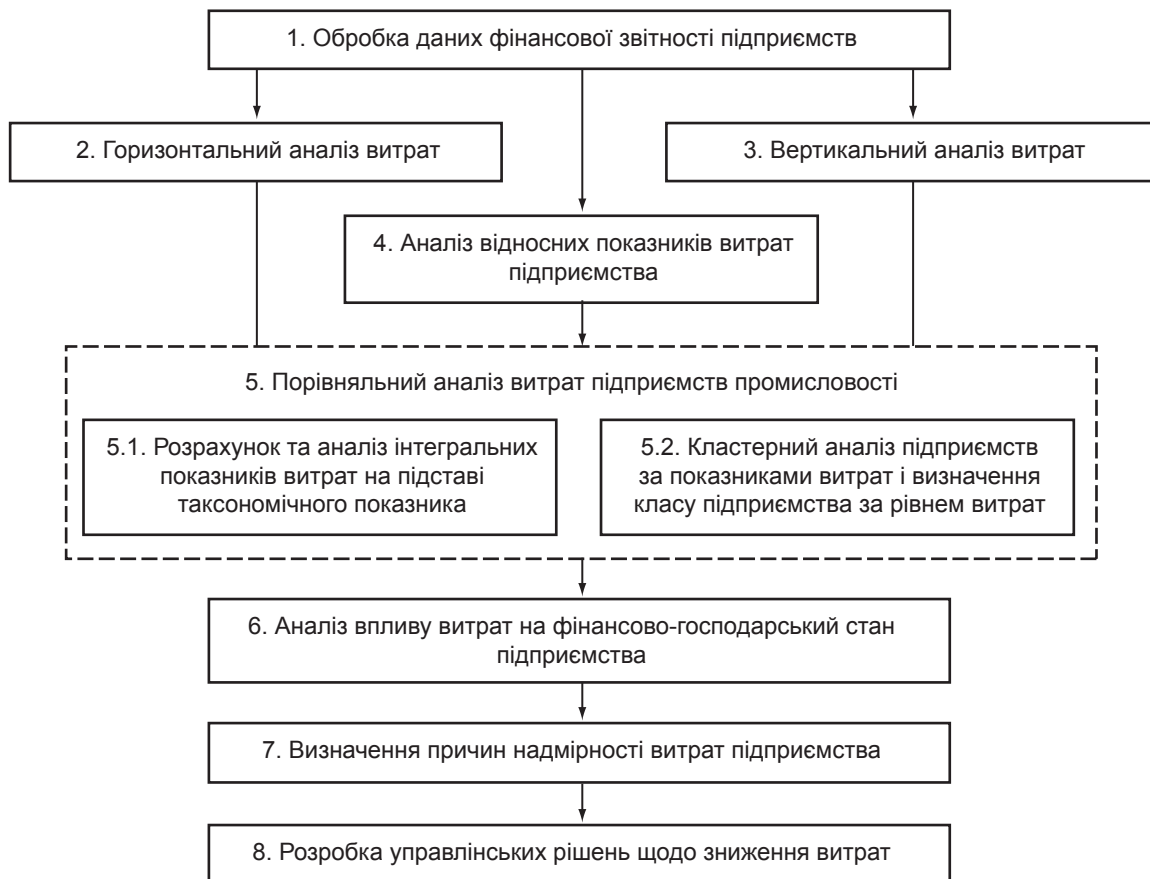 1. Обробка даних фінансової звітності підприємств
2. Горизонтальний аналіз витрат
3. Вертикальний аналіз витрат
4. Аналіз відносних показників витрат
підприємства
5. Порівняльний аналіз витрат підприємств промисловості
5.1. Розрахунок та аналіз інтегральних
показників витрат на підставі
таксономічного показника
5.2. Кластерний аналіз підприємств
за показниками витрат і визначення
класу підприємства за рівнем витрат
6. Аналіз впливу витрат на фінансово-господарський стан
підприємства
7. Визначення причин надмірності витрат підприємства
8. Розробка управлінських рішень щодо зниження витрат